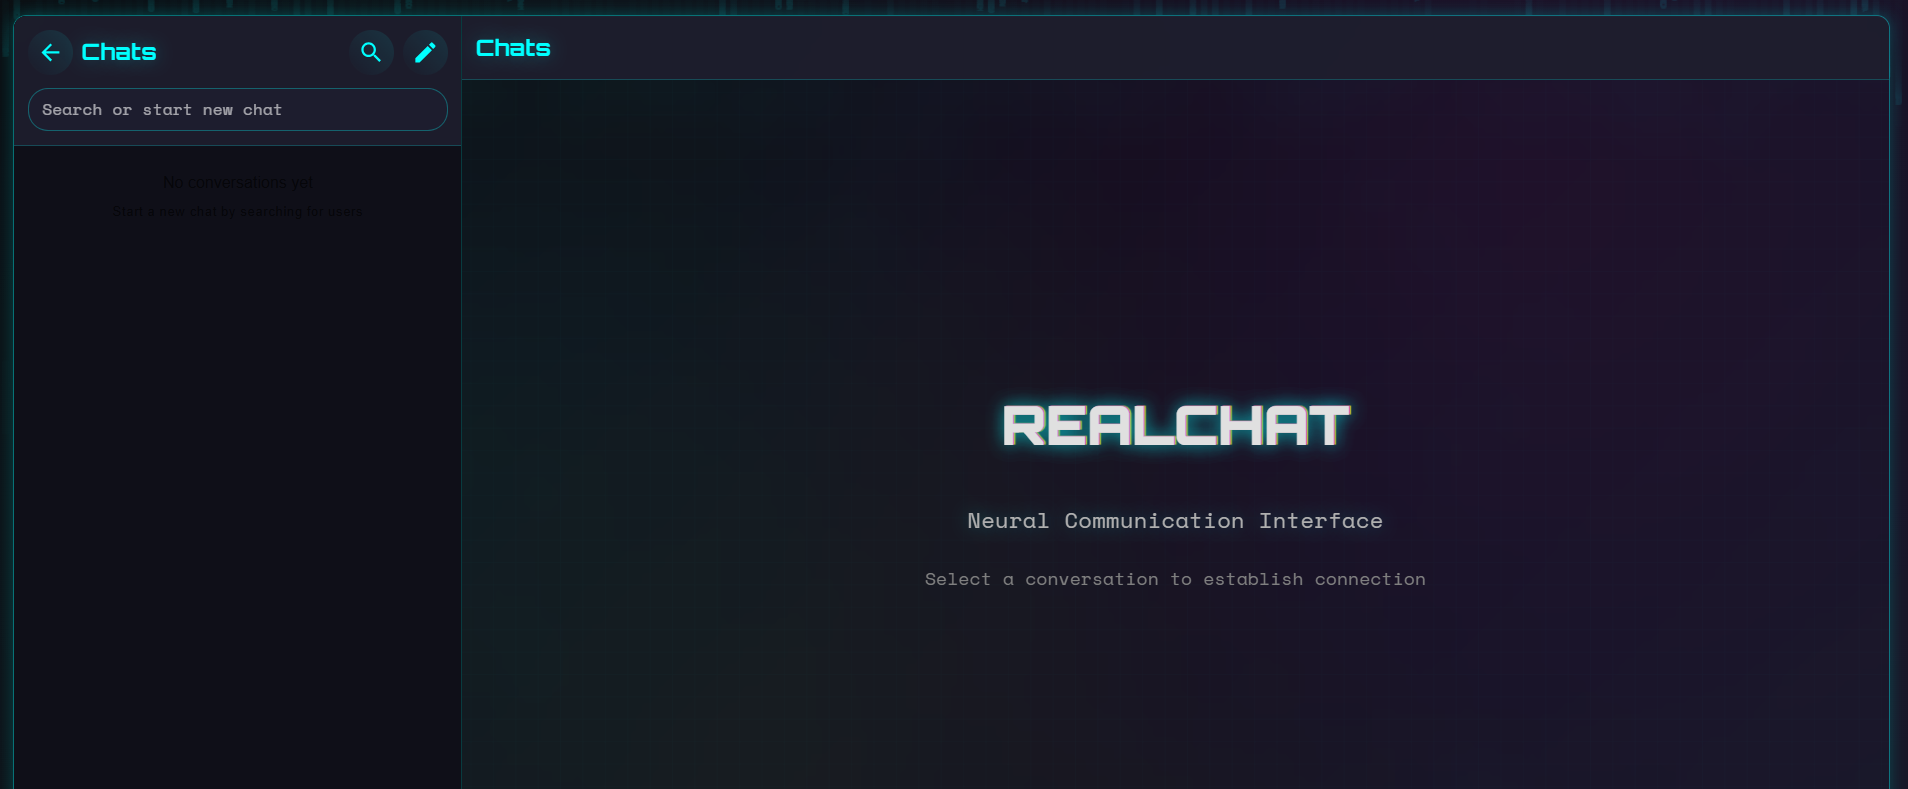 Chats
Search or start new chat
No conversations yet
Start a new chat by searching for users
Chats
REALCHAT
Neural Communication Interface
Select a conversation to establish connection